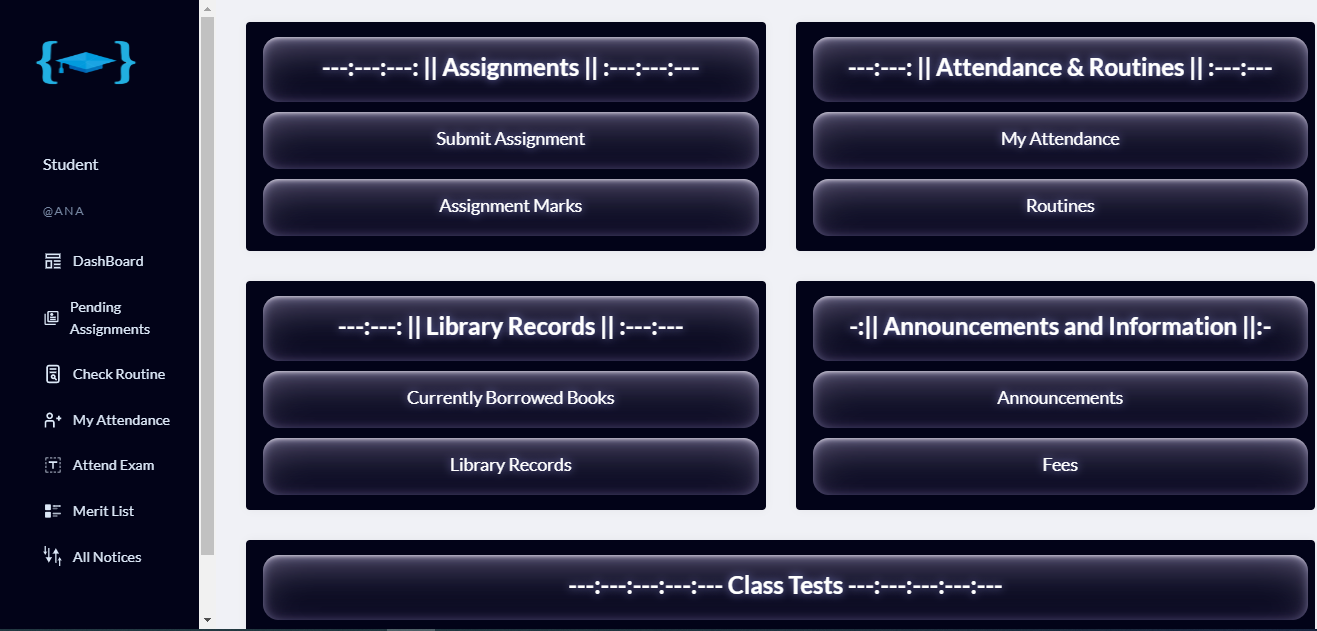 Student
@ANA
DashBoard
Pending
Assignments
Check Routine
My Attendance
Attend Exam
Merit List
All Notices
---:---:---: || Assignments || :---:---:---
Submit Assignment
Assignment Marks
---:---: || Attendance & Routines || :---:---
My Attendance
Routines
---:---: || Library Records || :---:---
Currently Borrowed Books
Library Records
-:|| Announcements and Information ||:-
Announcements
Fees
---:---:---:---:--- Class Tests ---:---:---:---:---